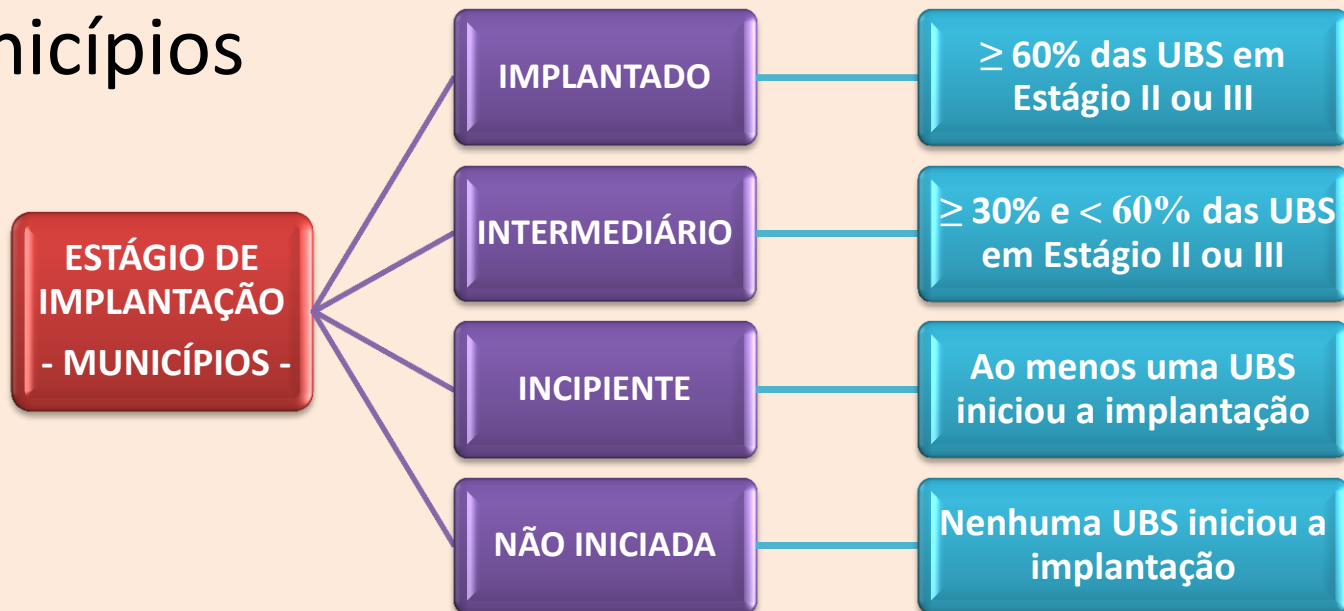 nicípios
ESTÁGIO DE
IMPLANTAÇÃO
- MUNICÍPIOS -
IMPLANTADO
≥ 60% das UBS em
Estágio II ou III
INTERMEDIÁRIO
≥ 30% e < 60% das UBS
em Estágio II ou III
INCIPIENTE
Ao menos uma UBS
iniciou a implantação
NÃO INICIADA
Nenhuma UBS iniciou a
implantação